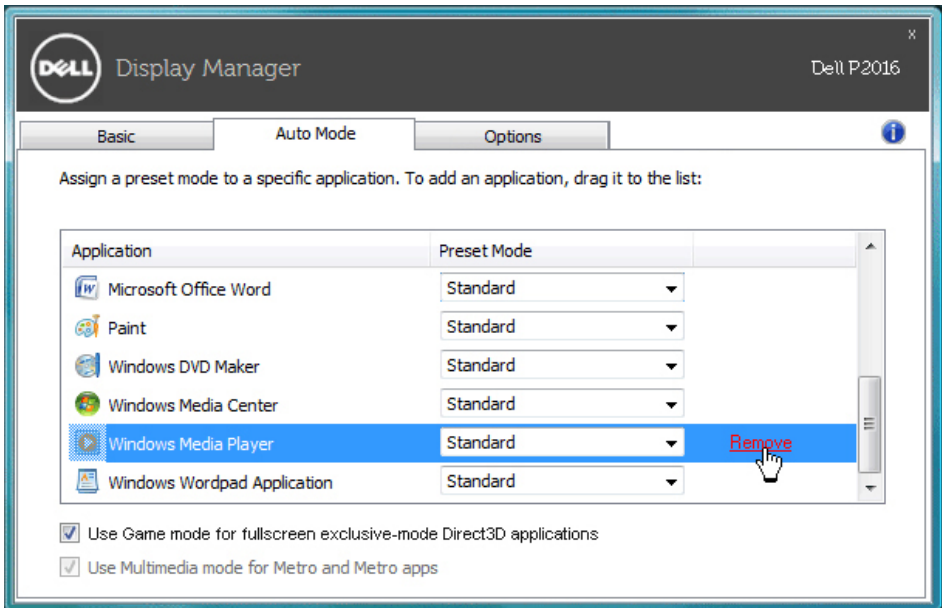 x
DELL Display Manager Dell P2016
Basic Auto Mode Options
Assign a preset mode to a specific application. To add an application, drag it to the list:
Application Preset Mode
Microsoft Office Word Standard
Paint Standard
Windows DVD Maker Standard
Windows Media Center Standard
Windows Media Player Standard Remove
Windows Wordpad Application Standard
Use Game mode for fullscreen exclusive-mode Direct3D applications
Use Multimedia mode for Metro and Metro apps